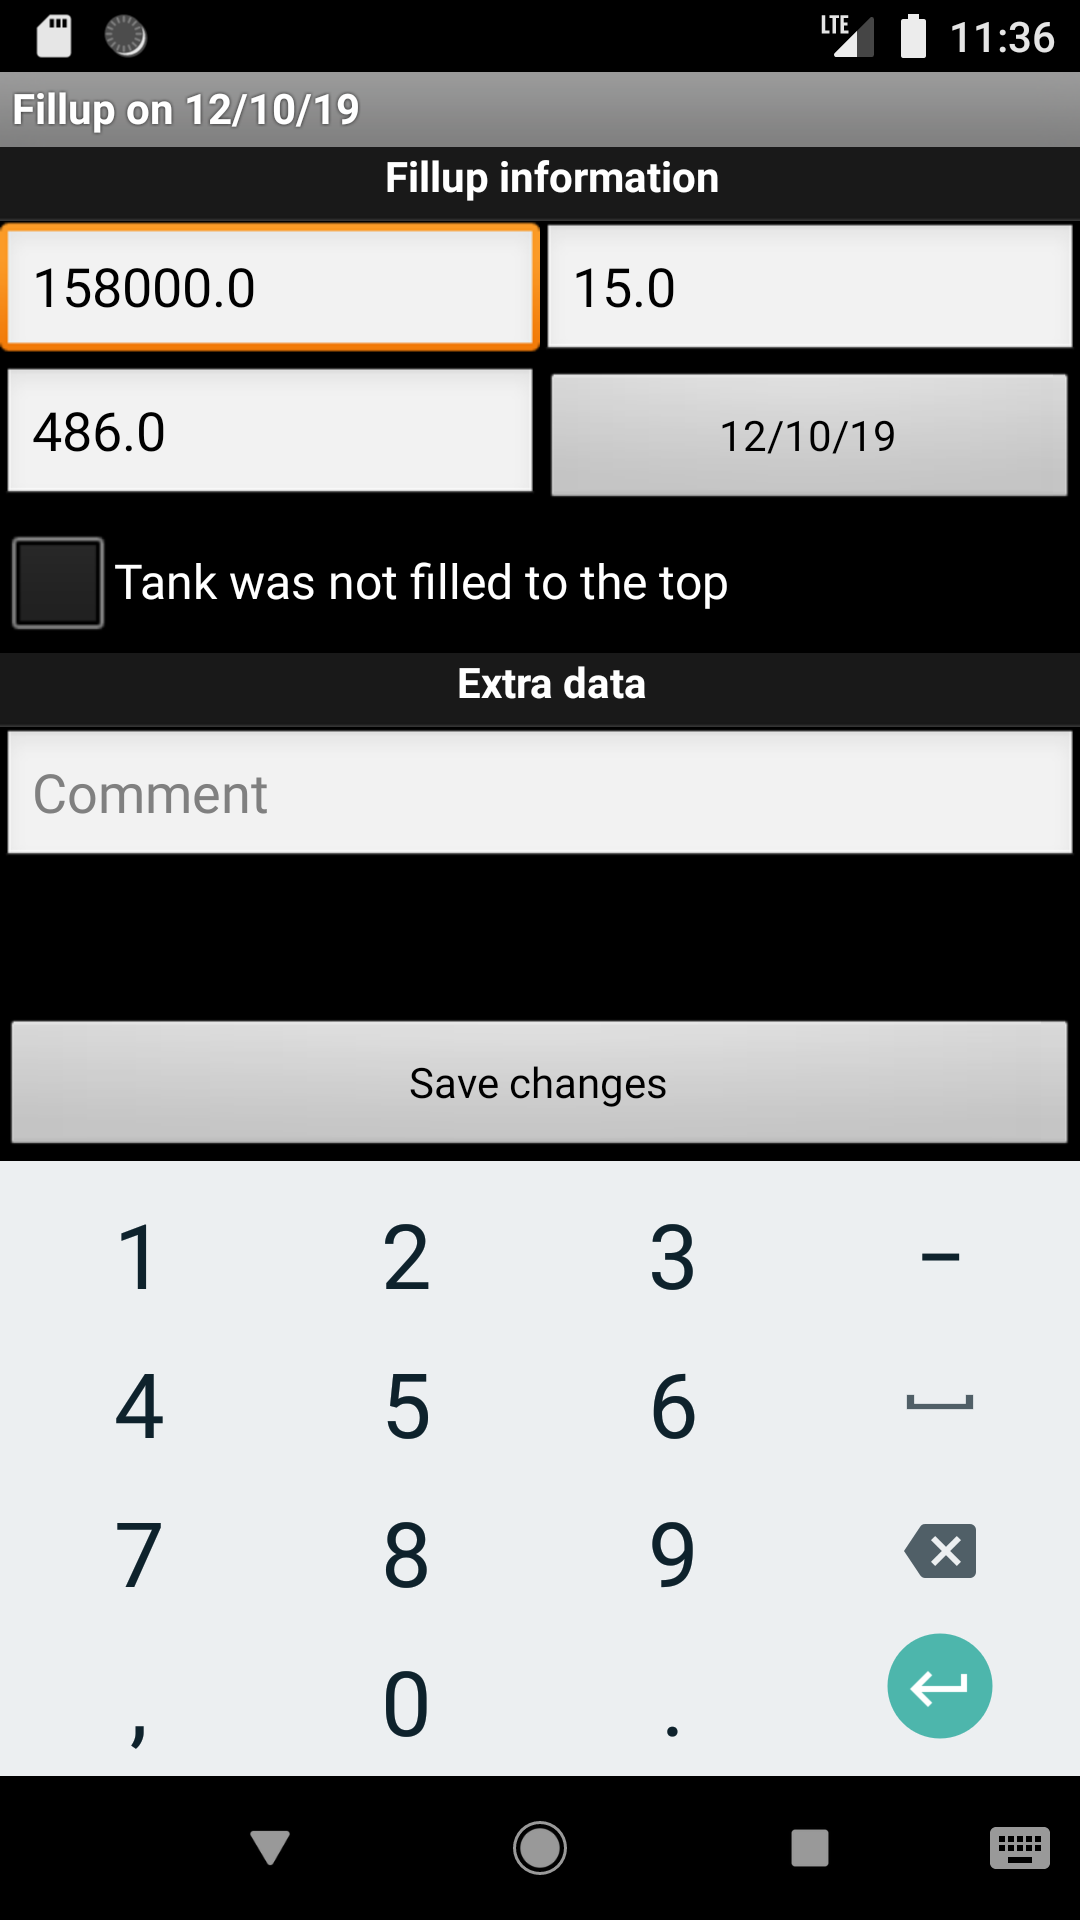 LTE 11:36
Fillup on 12/10/19
Fillup information
158000.0 15.0
486.0 12/10/19
Tank was not filled to the top
Extra data
Comment
Save changes
1 2 3 –
4 5 6
7 8 9
, 0 .